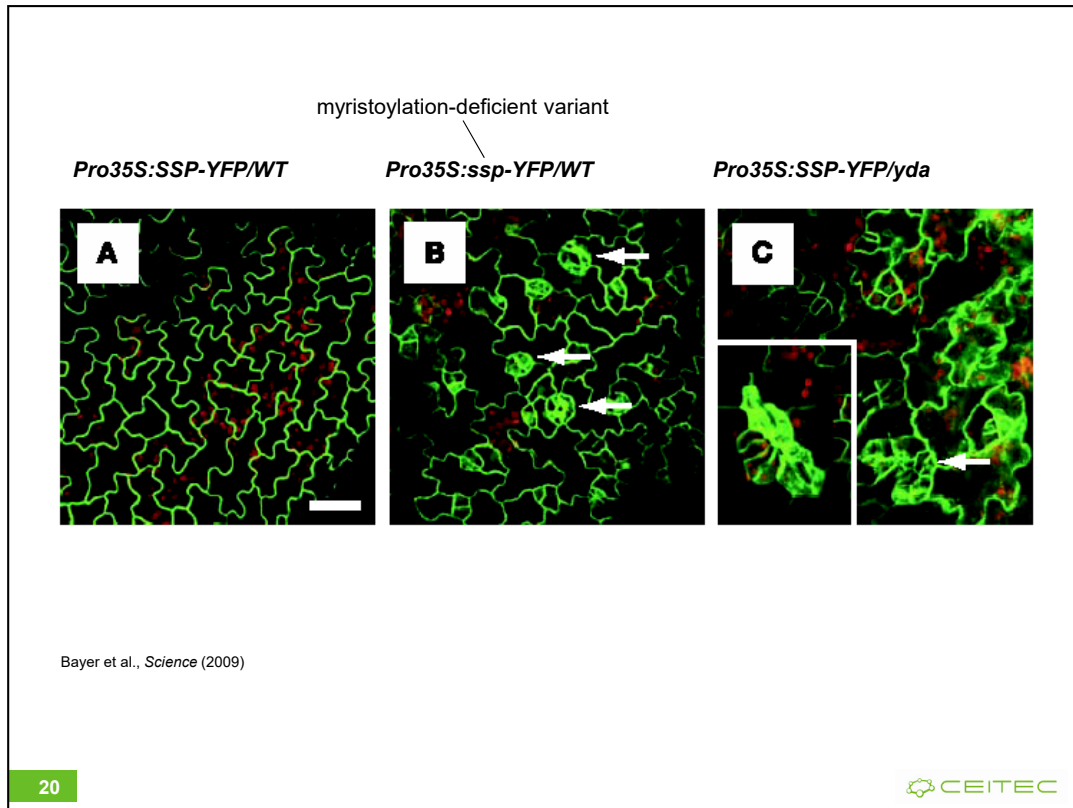 myristoylation-deficient variant
Pro35S:SSP-YFP/WT
Pro35S:ssp-YFP/WT
Pro35S:SSP-YFP/yda
A
B
C
Bayer et al., Science (2009)
20
CEITEC